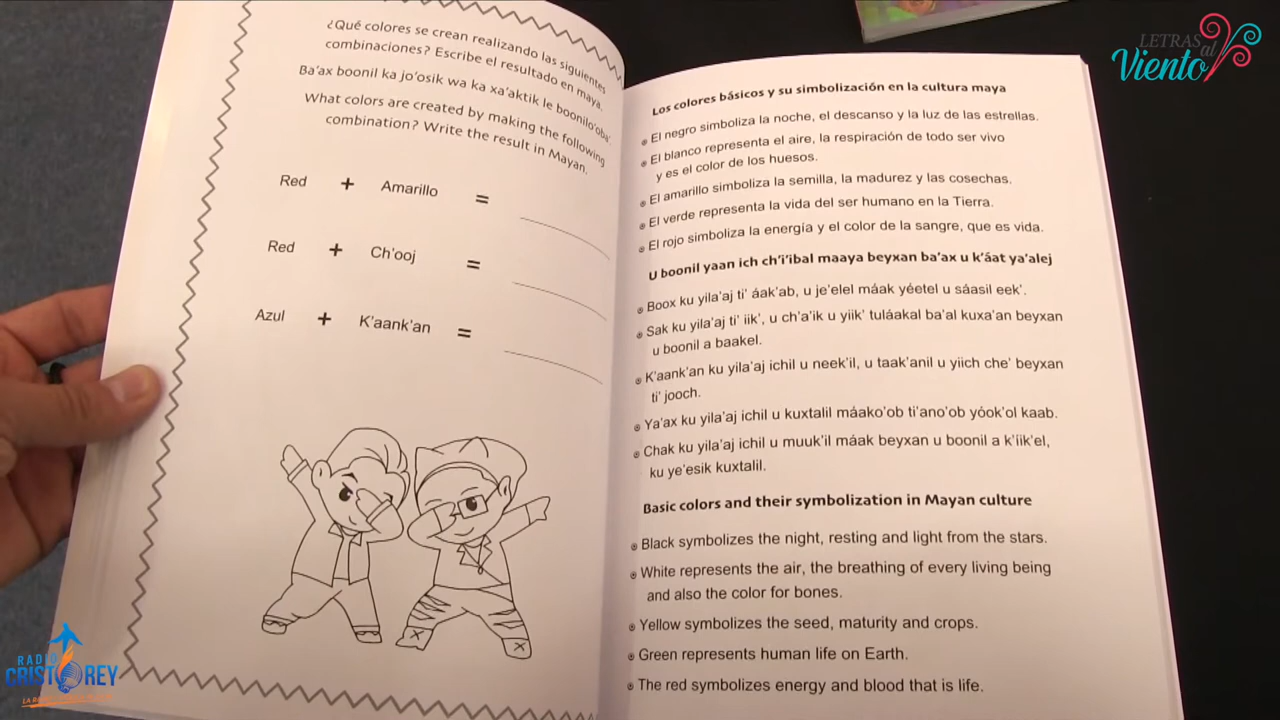 ¿Qué colores se crean realizando las siguientes
combinaciones? Escribe el resultado en maya.
Ba'ax boonil ka jo'osik wa ka xa'aktik le boonilo'oba'.
What colors are created by making the following
combination? Write the result in Mayan.
Red + Amarillo =
Red + Ch'ooj =
Azul + K'aank'an =
Los colores básicos y su simbolización en la cultura maya
El negro simboliza la noche, el descanso y la luz de las estrellas.
El blanco representa el aire, la respiración de todo ser vivo
y es el color de los huesos.
El amarillo simboliza la semilla, la madurez y las cosechas.
El verde representa la vida del ser humano en la Tierra.
El rojo simboliza la energía y el color de la sangre, que es vida.
U boonil yaan ich ch'i'ibal maaya beyxan ba'ax u k'áat ya'alej
Boox ku yila'aj ti' áak'ab, u je'elel máak yéetel u sáasil eek'.
Sak ku yila'aj ti' iik', u ch'a'ik u yiik' tuláakal ba'al kuxa'an beyxan
u boonil a baakel.
K'aank'an ku yila'aj ichil u neek'il, u taak'anil u yiich che' beyxan
ti' jooch.
Ya'ax ku yila'aj ichil u kuxtalil máako'ob ti'ano'ob yóok'ol kaab.
Chak ku yila'aj ichil u muuk'il máak beyxan u boonil a k'íik'el,
ku ye'esik kuxtalil.
Basic colors and their symbolization in Mayan culture
Black symbolizes the night, resting and light from the stars.
White represents the air, the breathing of every living being
and also the color for bones.
Yellow symbolizes the seed, maturity and crops.
Green represents human life on Earth.
The red symbolizes energy and blood that is life.
LETRAS
al
Viento
RADIO
CRISTO REY